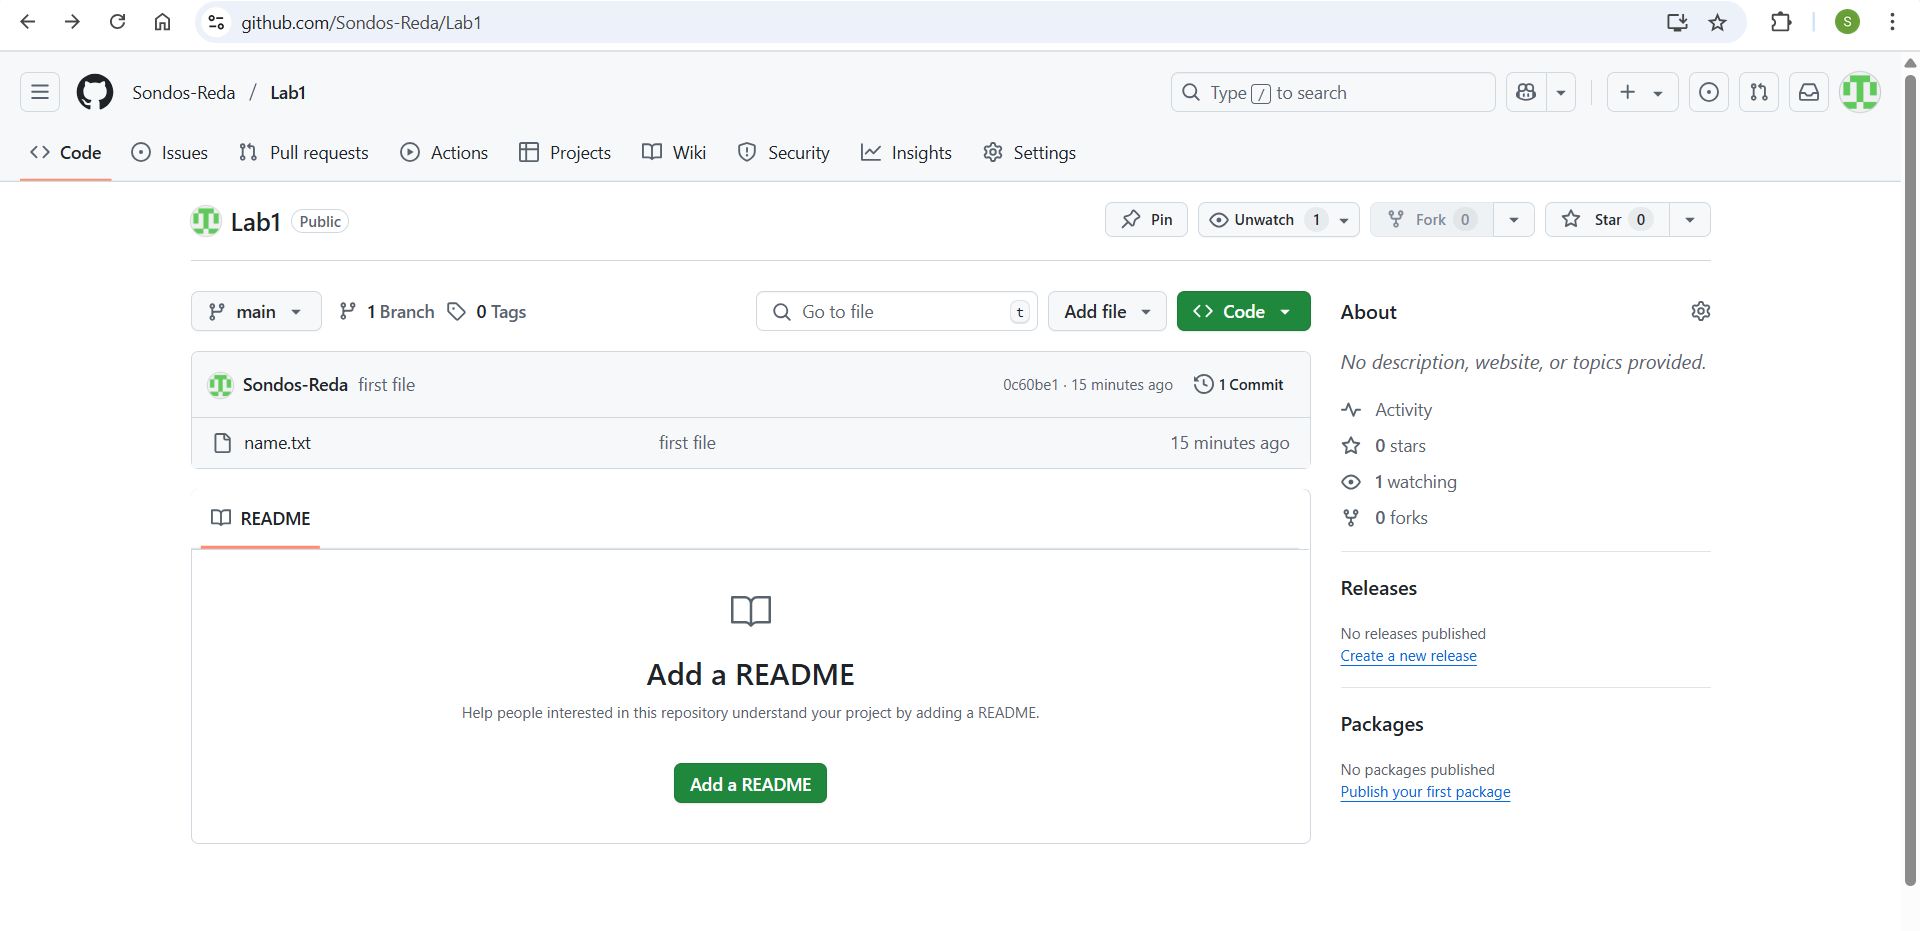 github.com/Sondos-Reda/Lab1
S
Sondos-Reda / Lab1
Type / to search
Code Issues Pull requests Actions Projects Wiki Security Insights Settings
Lab1 Public
Pin Unwatch 1 Fork 0 Star 0
main 1 Branch 0 Tags Go to file t Add file Code
Sondos-Reda first file 0c60be1 · 15 minutes ago 1 Commit
name.txt first file 15 minutes ago
README
Add a README
Help people interested in this repository understand your project by adding a README.
Add a README
About
No description, website, or topics provided.
Activity
0 stars
1 watching
0 forks
Releases
No releases published
Create a new release
Packages
No packages published
Publish your first package